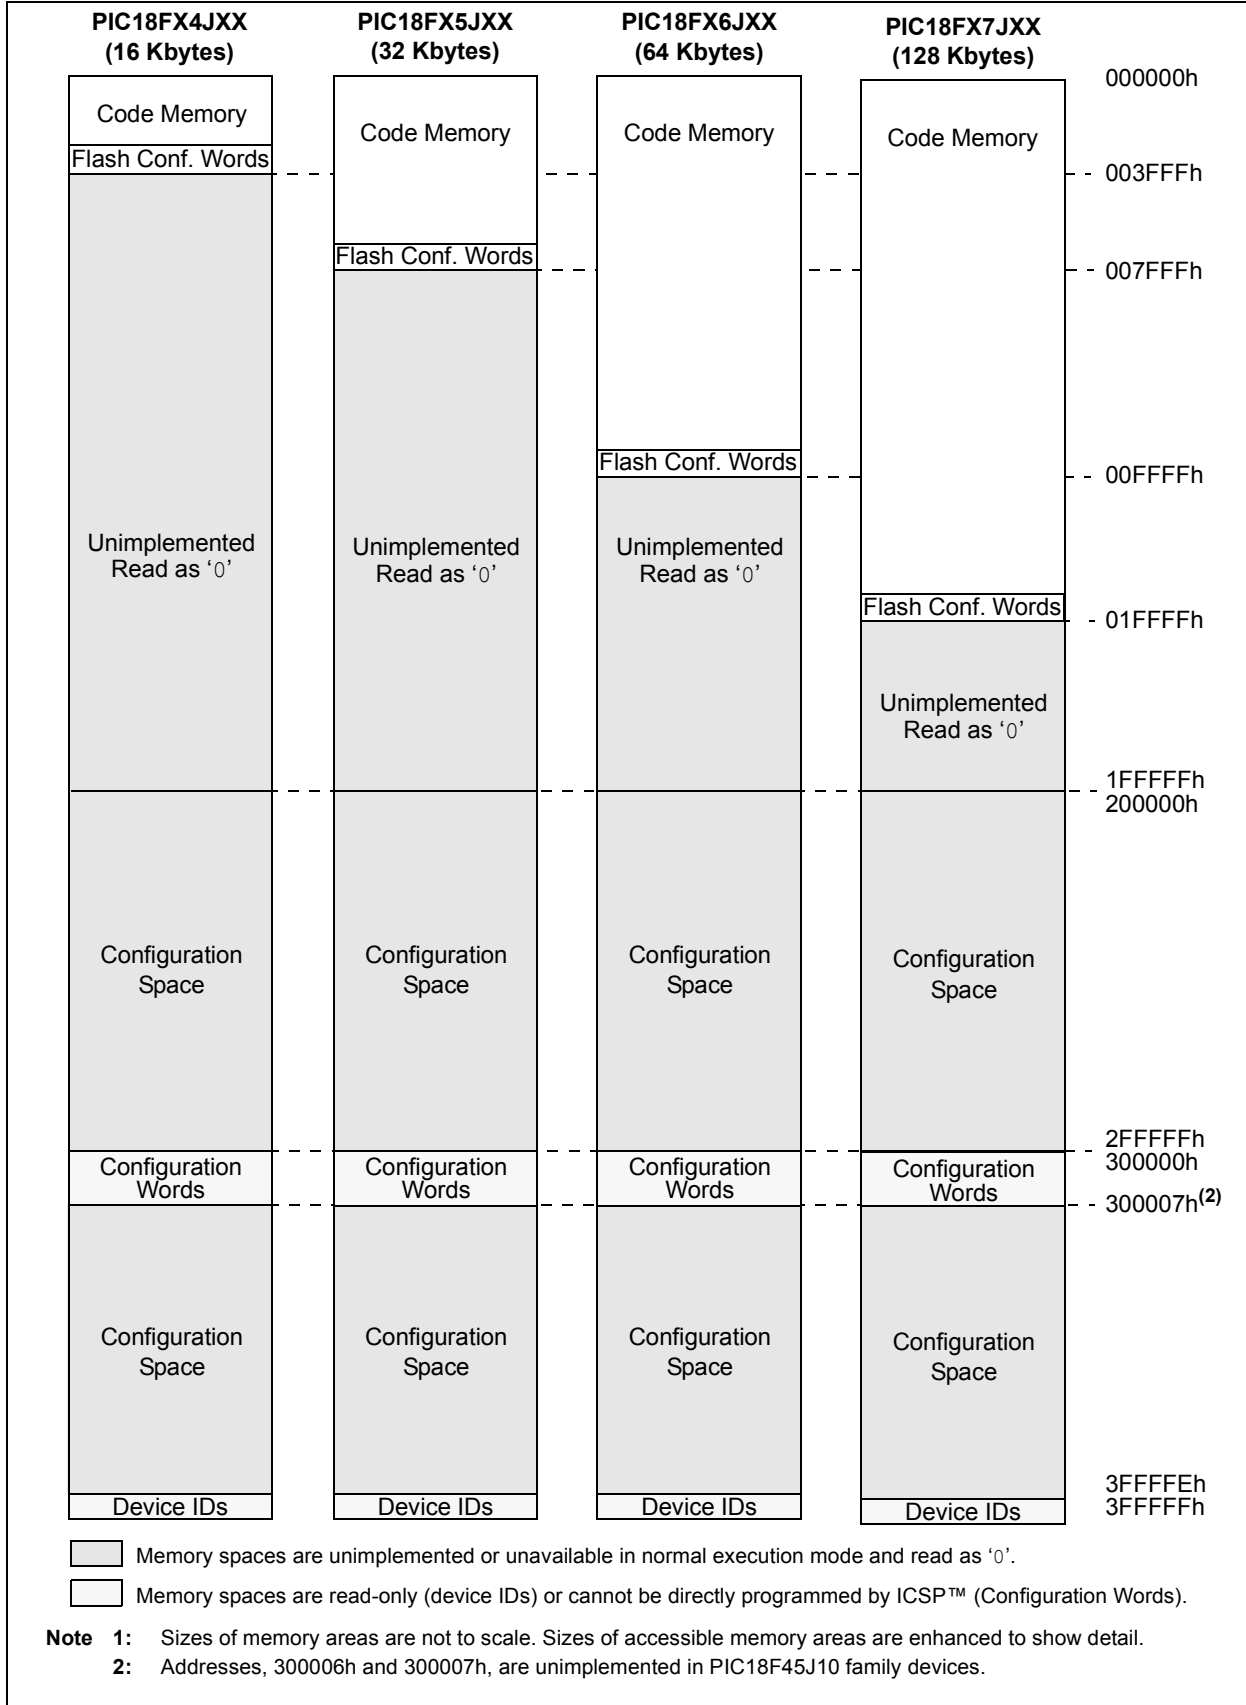 PIC18FX4JXX
(16 Kbytes)
PIC18FX5JXX
(32 Kbytes)
PIC18FX6JXX
(64 Kbytes)
PIC18FX7JXX
(128 Kbytes)
000000h
Code Memory
Code Memory
Code Memory
Code Memory
Flash Conf. Words
003FFFh
Flash Conf. Words
007FFFh
Flash Conf. Words
00FFFFh
Unimplemented
Read as ‘0’
Unimplemented
Read as ‘0’
Unimplemented
Read as ‘0’
Flash Conf. Words
01FFFFh
Unimplemented
Read as ‘0’
1FFFFFh
200000h
Configuration
Space
Configuration
Space
Configuration
Space
Configuration
Space
2FFFFFh
300000h
Configuration
Words
Configuration
Words
Configuration
Words
Configuration
Words
300007h(2)
Configuration
Space
Configuration
Space
Configuration
Space
Configuration
Space
3FFFFEh
3FFFFFh
Device IDs
Device IDs
Device IDs
Device IDs
Memory spaces are unimplemented or unavailable in normal execution mode and read as ‘0’.
Memory spaces are read-only (device IDs) or cannot be directly programmed by ICSP™ (Configuration Words).
Note 1: Sizes of memory areas are not to scale. Sizes of accessible memory areas are enhanced to show detail.
2: Addresses, 300006h and 300007h, are unimplemented in PIC18F45J10 family devices.